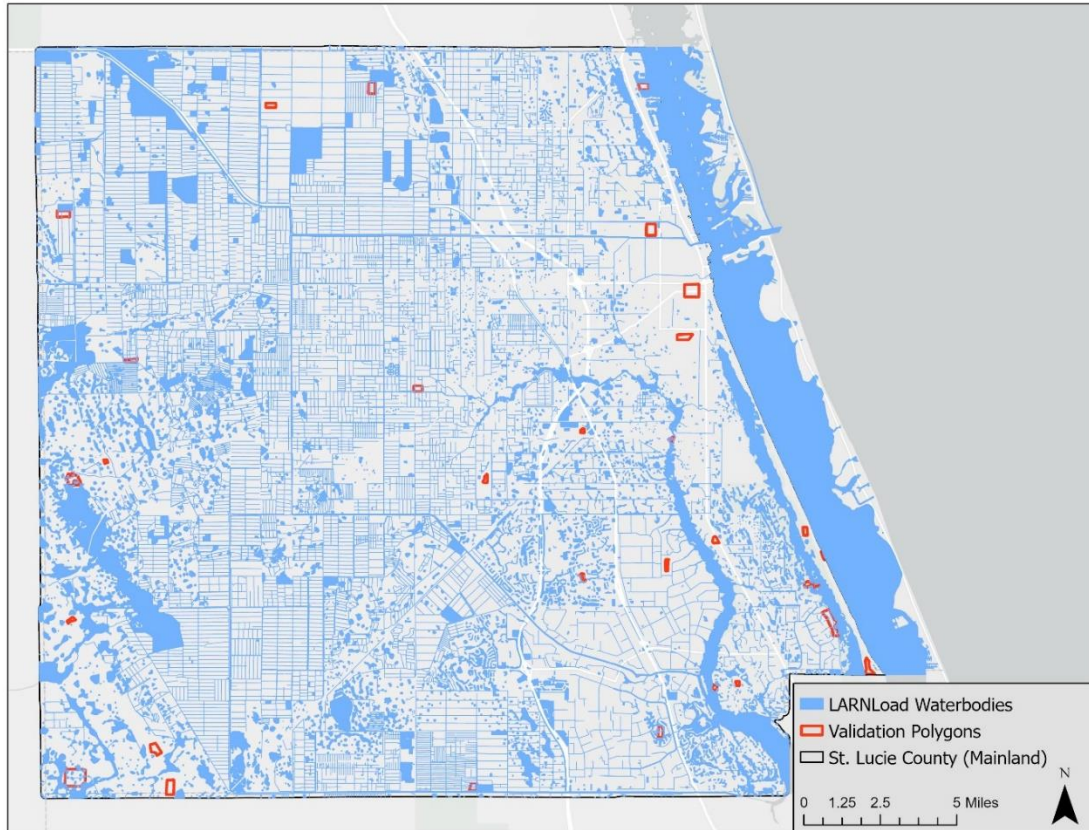 LARNLoad Waterbodies
Validation Polygons
St. Lucie County (Mainland)
N
0 1.25 2.5 5 Miles